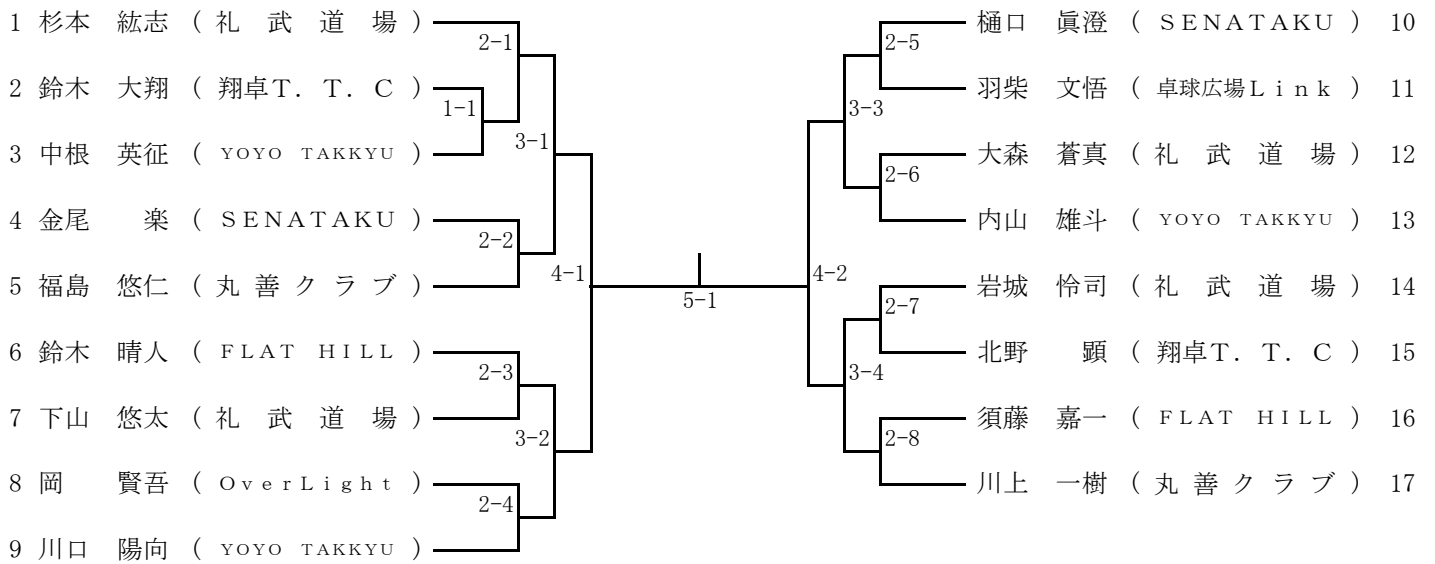 1 杉本　紘志 （ 礼　武　道　場 ）
2 鈴木　大翔 （ 翔卓Ｔ．Ｔ．Ｃ ）
3 中根　英征 （ YOYO TAKKYU ）
4 金尾　　楽 （ ＳＥＮＡＴＡＫＵ ）
5 福島　悠仁 （ 丸 善 ク ラ ブ ）
6 鈴木　晴人 （ ＦＬＡＴ ＨＩＬＬ ）
7 下山　悠太 （ 礼　武　道　場 ）
8 岡　　賢吾 （ ＯｖｅｒＬｉｇｈｔ ）
9 川口　陽向 （ YOYO TAKKYU ）
2-1
1-1
3-1
2-2
4-1
2-3
3-2
2-4
5-1
2-5
3-3
2-6
4-2
2-7
3-4
2-8
樋口　眞澄 （ ＳＥＮＡＴＡＫＵ ） 10
羽柴　文悟 （ 卓球広場Ｌｉｎｋ ） 11
大森　蒼真 （ 礼　武　道　場 ） 12
内山　雄斗 （ YOYO TAKKYU ） 13
岩城　怜司 （ 礼　武　道　場 ） 14
北野　　顕 （ 翔卓Ｔ．Ｔ．Ｃ ） 15
須藤　嘉一 （ ＦＬＡＴ ＨＩＬＬ ） 16
川上　一樹 （ 丸 善 ク ラ ブ ） 17